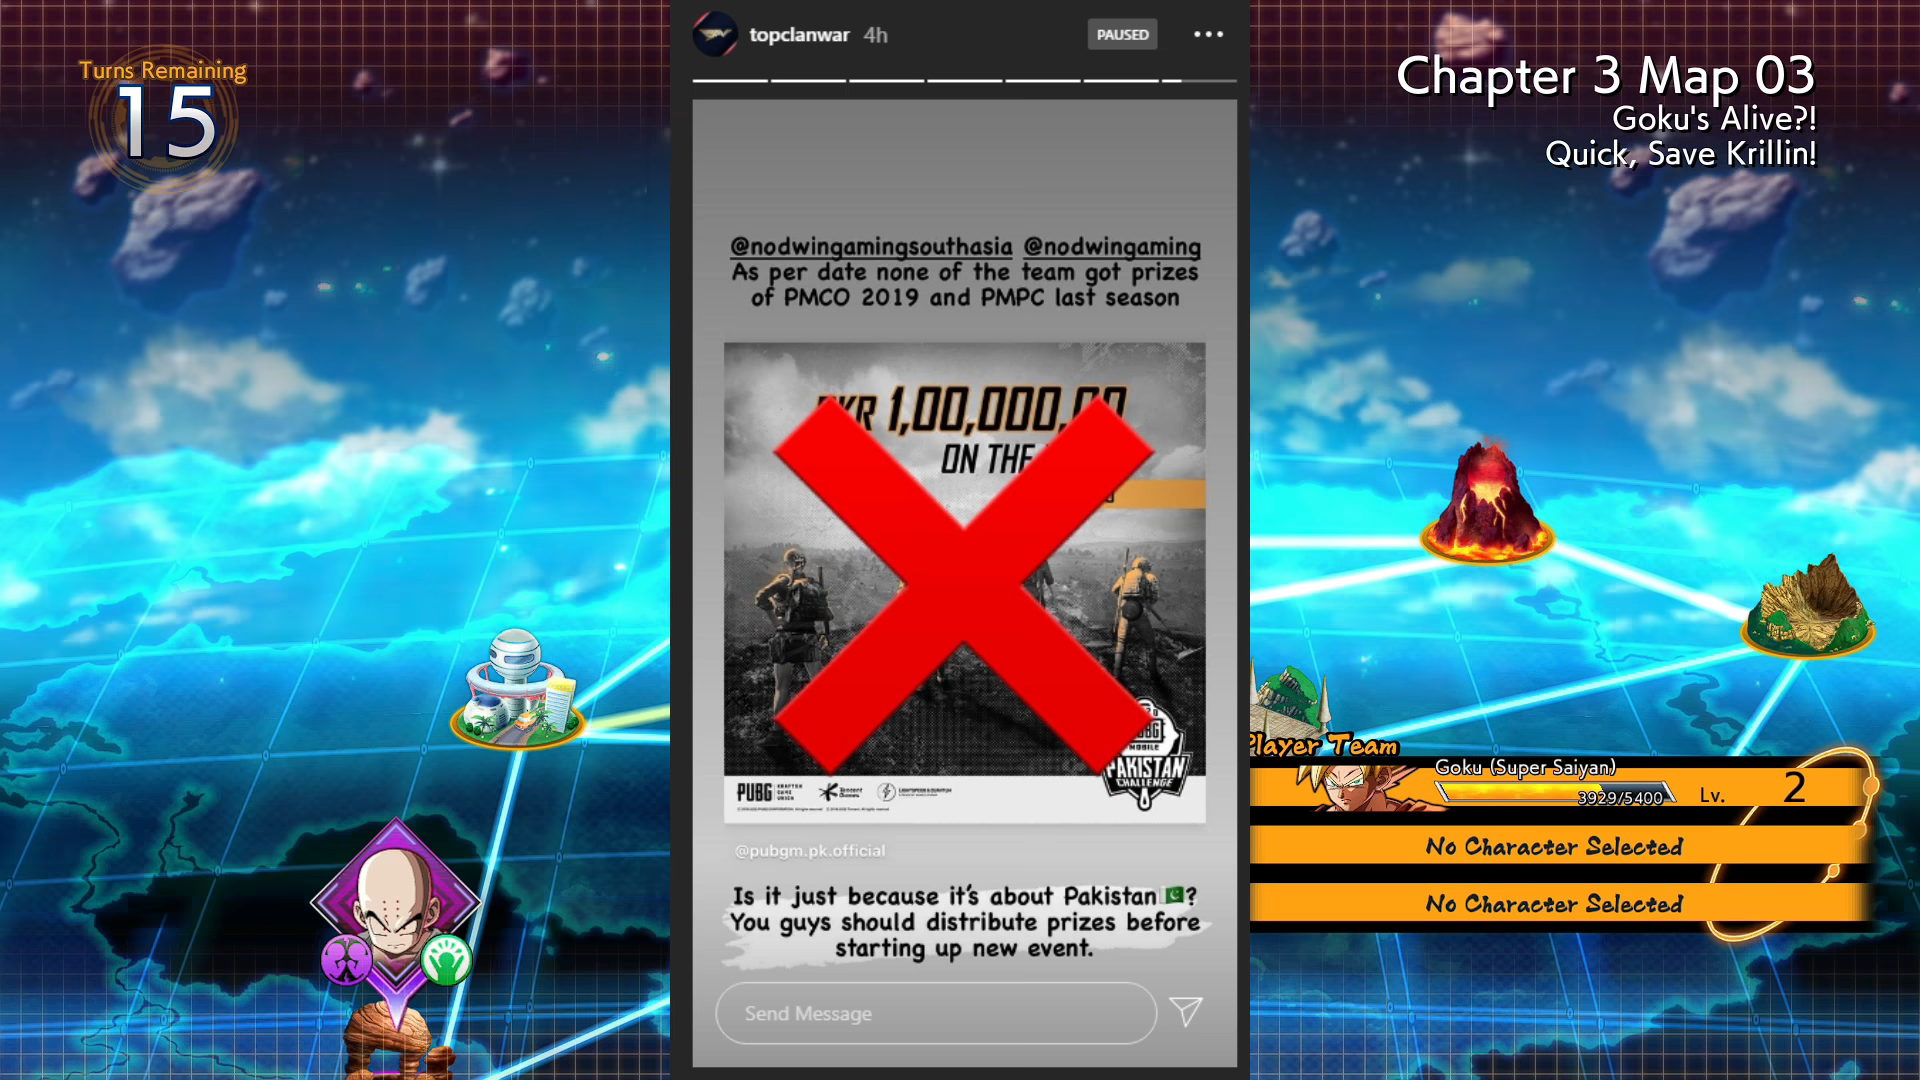 Turns Remaining
15
topclanwar 4h
PAUSED
Chapter 3 Map 03
Goku's Alive?!
Quick, Save Krillin!
@nodwingamingsouthasia @nodwingaming
As per date none of the team got prizes
of PMCO 2019 and PMPC last season
1,00,000,
ON THE
PUBG
PAKISTAN
CHALLENGE
MOBILE
@pubgm.pk.official
Is it just because it's about Pakistan🇵🇰?
You guys should distribute prizes before
starting up new event.
Send Message
Player Team
Goku (Super Saiyan)
3929/5400 Lv. 2
No Character Selected
No Character Selected